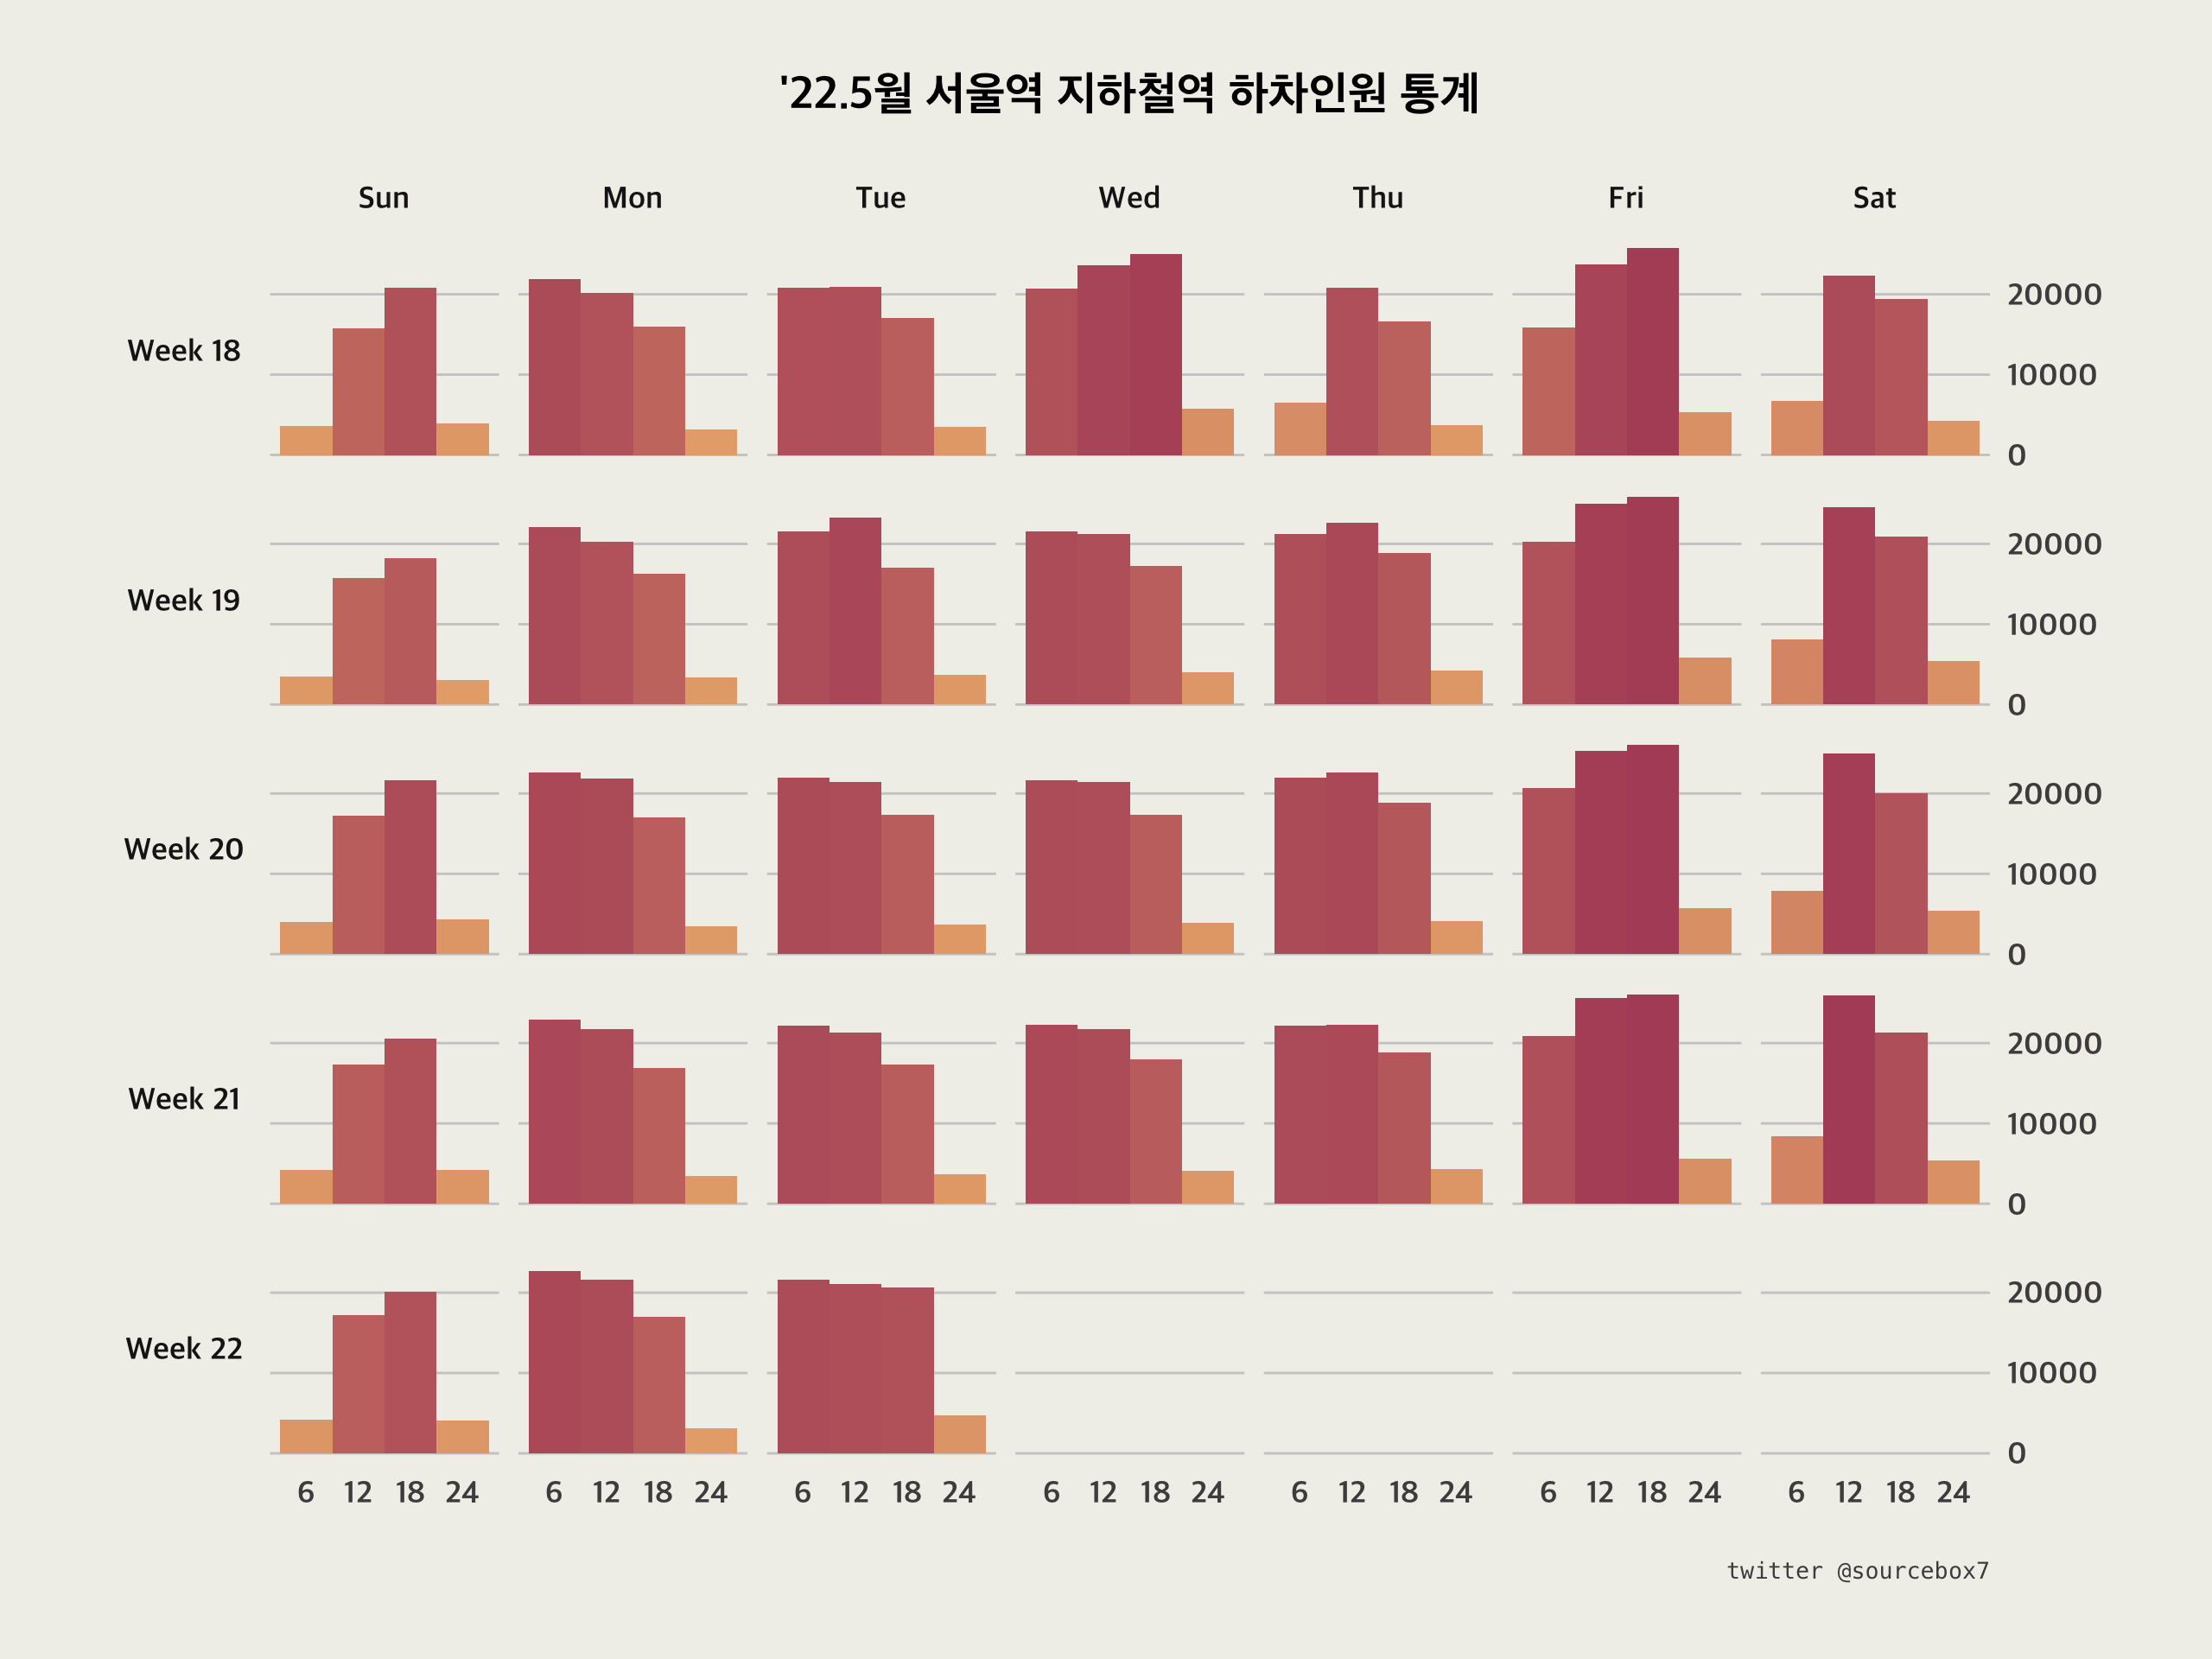 '22.5월 서울역 지하철역 하차인원 통계
Sun Mon Tue Wed Thu Fri Sat
20000
Week 18
10000
0
20000
Week 19
10000
0
20000
Week 20
10000
0
20000
Week 21
10000
0
20000
Week 22
10000
0
6 12 18 24 6 12 18 24 6 12 18 24 6 12 18 24 6 12 18 24 6 12 18 24 6 12 18 24
twitter @sourcebox7